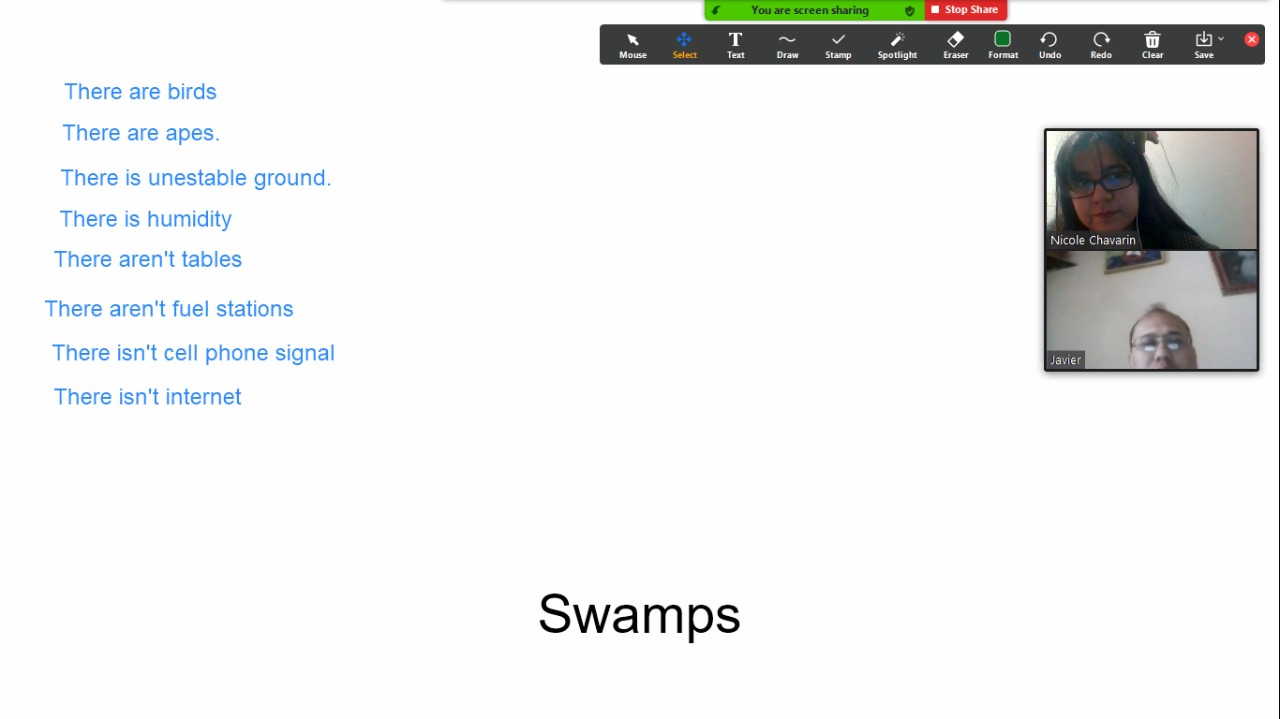 You are screen sharing
Stop Share
Mouse
Select
Text
Draw
Stamp
Spotlight
Eraser
Format
Undo
Redo
Clear
Save
There are birds
There are apes.
There is unestable ground.
There is humidity
There aren't tables
There aren't fuel stations
There isn't cell phone signal
There isn't internet
Nicole Chavarin
Javier
Swamps